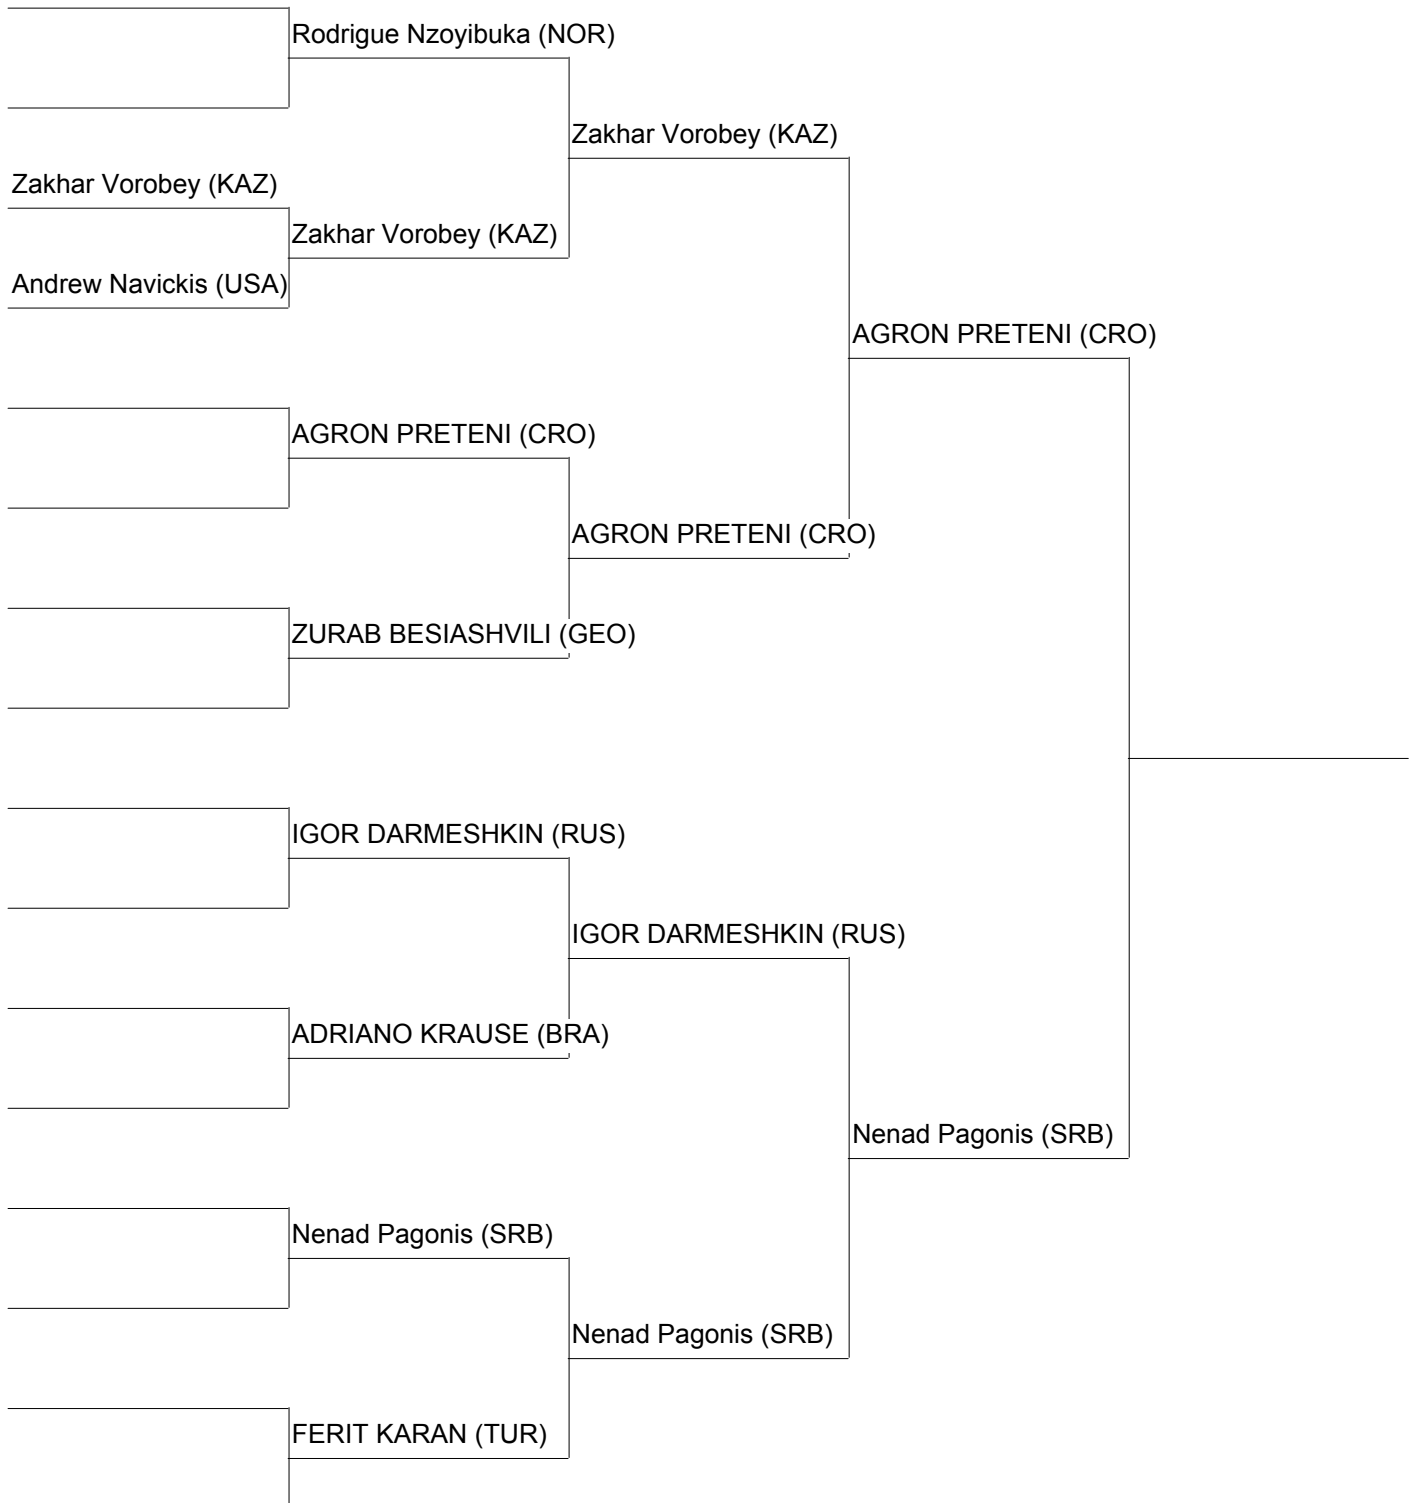 Rodrigue Nzoyibuka (NOR)
Zakhar Vorobey (KAZ)
Zakhar Vorobey (KAZ)
Zakhar Vorobey (KAZ)
Andrew Navickis (USA)
AGRON PRETENI (CRO)
AGRON PRETENI (CRO)
AGRON PRETENI (CRO)
ZURAB BESIASHVILI (GEO)
IGOR DARMESHKIN (RUS)
IGOR DARMESHKIN (RUS)
ADRIANO KRAUSE (BRA)
Nenad Pagonis (SRB)
Nenad Pagonis (SRB)
Nenad Pagonis (SRB)
FERIT KARAN (TUR)